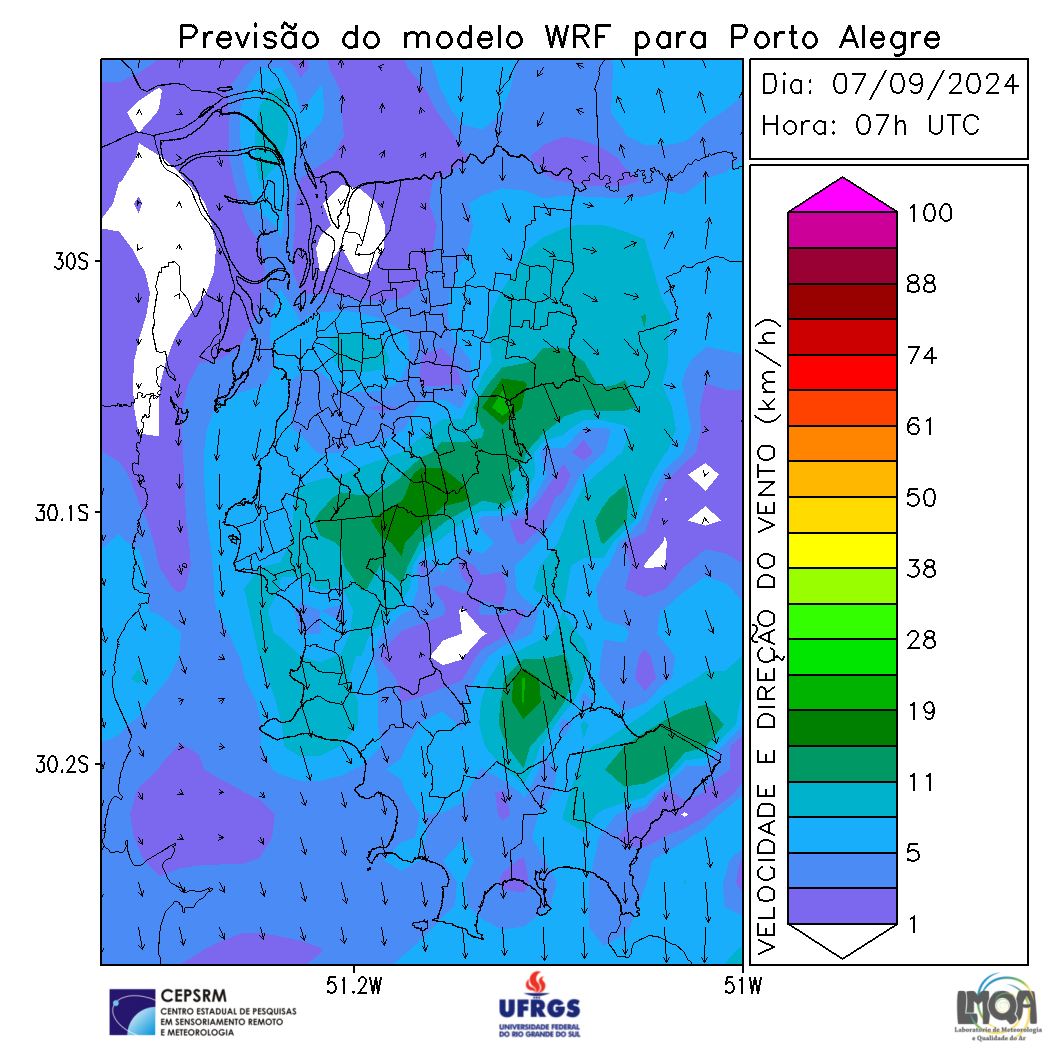 Previsão do modelo WRF para Porto Alegre
Dia: 07/09/2024
Hora: 07h UTC
30S
30.1S
30.2S
51.2W
51W
VELOCIDADE E DIREÇÃO DO VENTO (km/h)
100
88
74
61
50
38
28
19
11
5
1
CEPSRM
CENTRO ESTADUAL DE PESQUISAS
EM SENSORIAMENTO REMOTO
E METEOROLOGIA
UFRGS
UNIVERSIDADE FEDERAL
DO RIO GRANDE DO SUL
LMQA
Laboratório de Meteorologia
e Qualidade do Ar